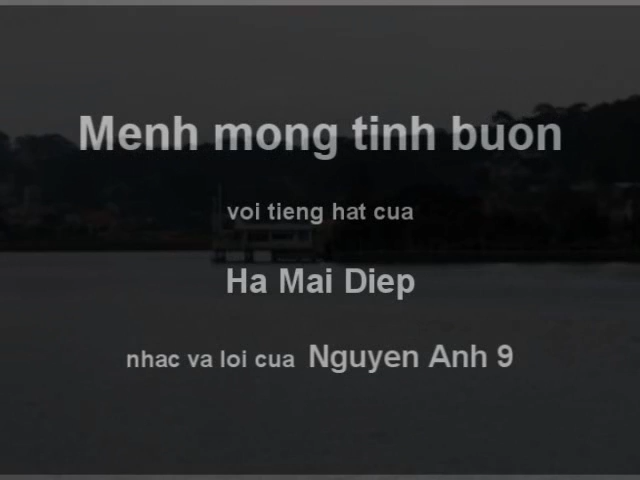 Menh mong tinh buon
voi tieng hat cua
Ha Mai Diep
nhac va loi cua Nguyen Anh 9